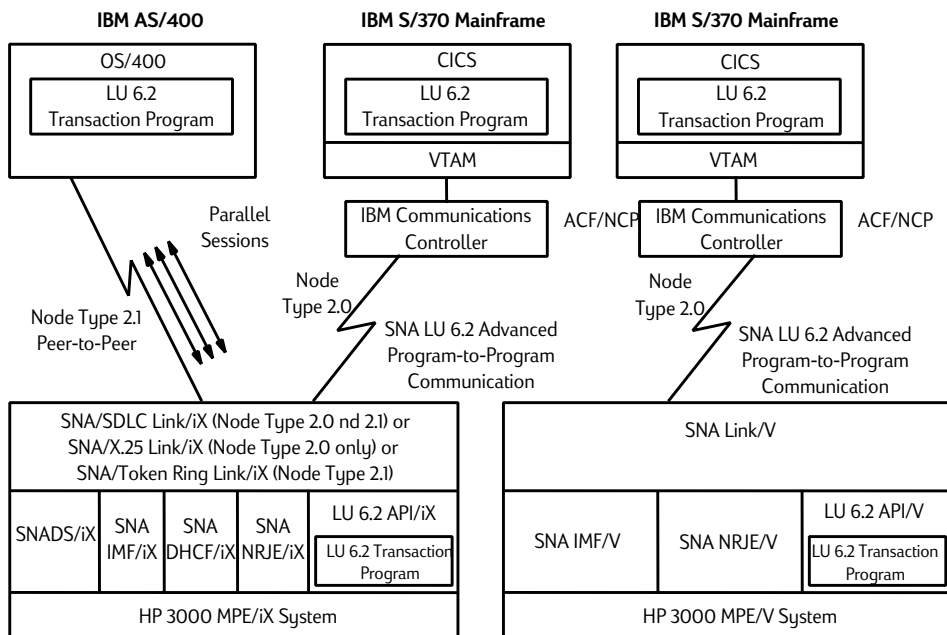 IBM AS/400
IBM S/370 Mainframe
IBM S/370 Mainframe
OS/400
LU 6.2
Transaction Program
CICS
LU 6.2
Transaction Program
VTAM
CICS
LU 6.2
Transaction Program
VTAM
Parallel
Sessions
IBM Communications
Controller
ACF/NCP
IBM Communications
Controller
ACF/NCP
Node Type 2.1
Peer-to-Peer
Node
Type 2.0
SNA LU 6.2 Advanced
Program-to-Program
Communication
Node
Type 2.0
SNA LU 6.2 Advanced
Program-to-Program
Communication
SNA/SDLC Link/iX (Node Type 2.0 nd 2.1) or
SNA/X.25 Link/iX (Node Type 2.0 only) or
SNA/Token Ring Link/iX (Node Type 2.1)
SNADS/iX
SNA
IMF/iX
SNA
DHCF/iX
SNA
NRJE/iX
LU 6.2 API/iX
LU 6.2 Transaction
Program
HP 3000 MPE/iX System
SNA Link/V
SNA IMF/V
SNA NRJE/V
LU 6.2 API/V
LU 6.2 Transaction
Program
HP 3000 MPE/V System